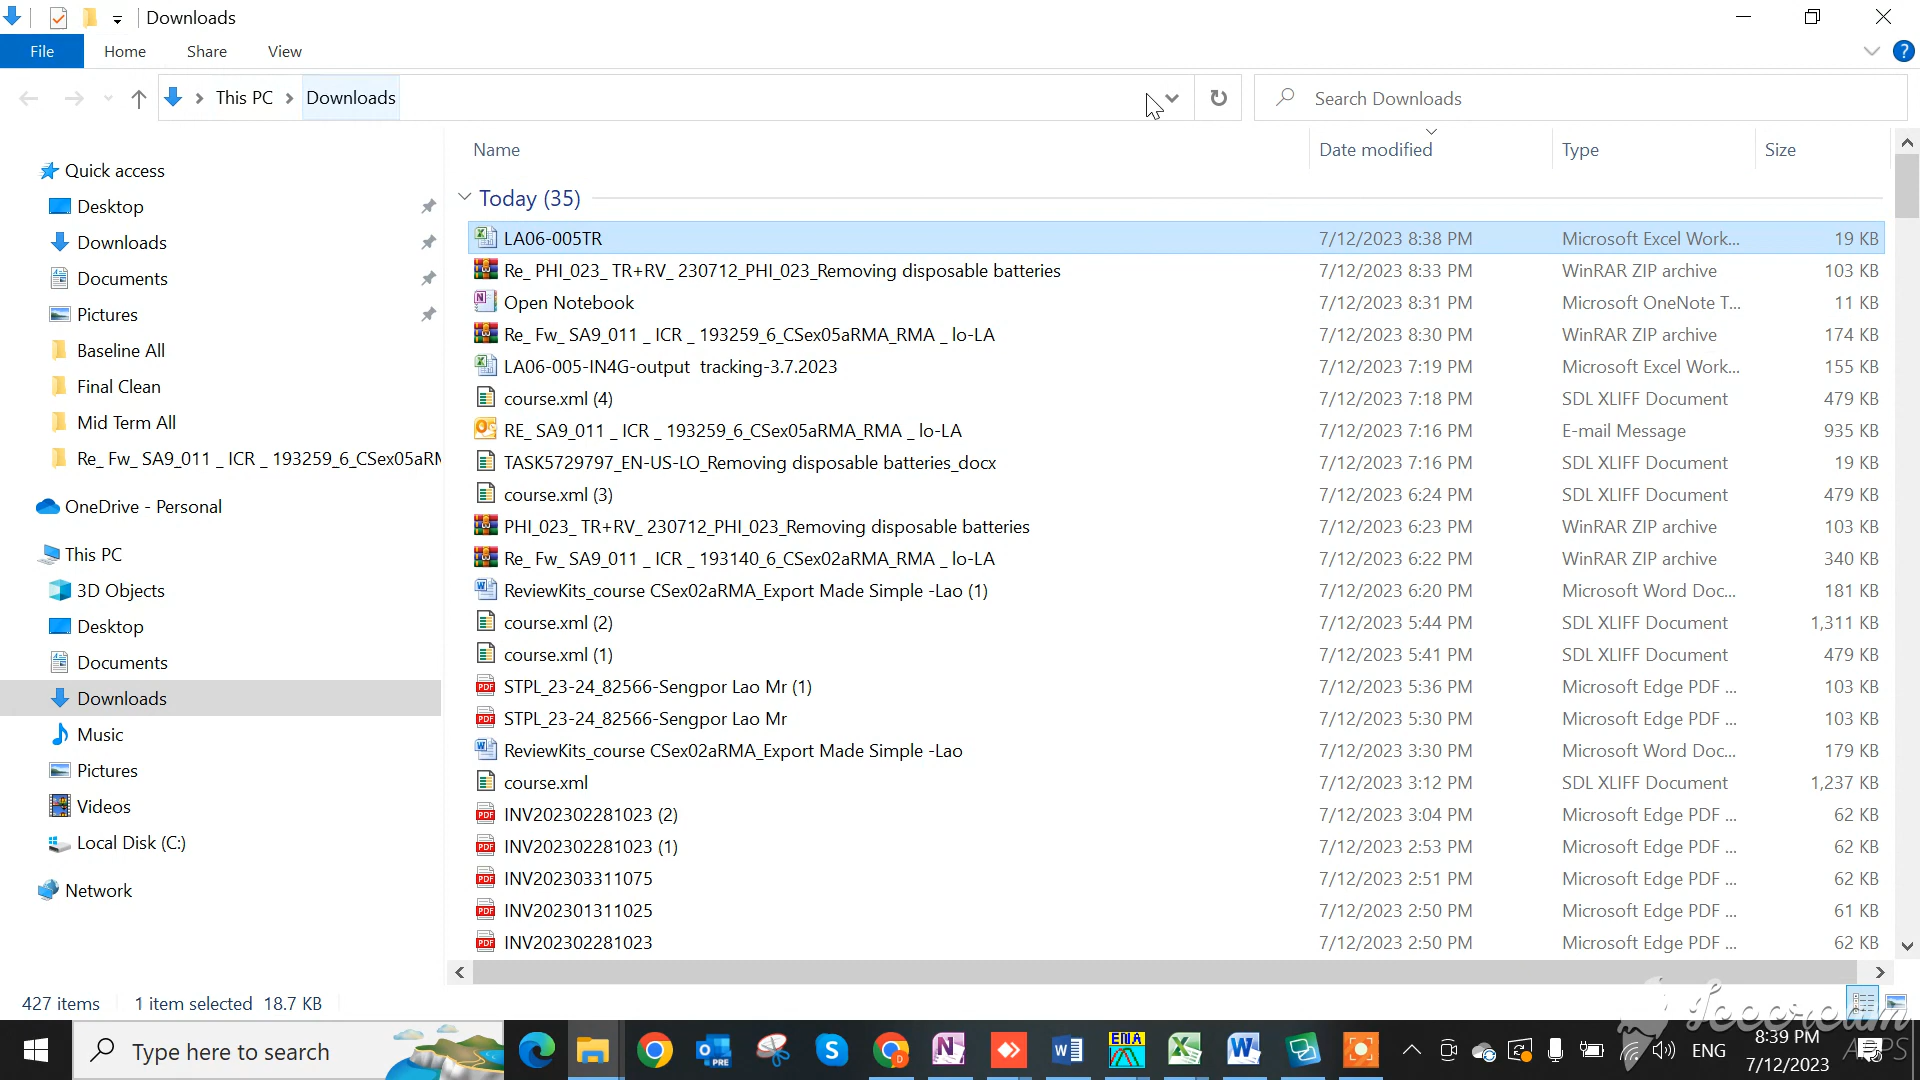 Downloads
File Home Share View
This PC Downloads
Search Downloads
Name Date modified Type Size
Quick access
Desktop
Downloads
Documents
Pictures
Baseline All
Final Clean
Mid Term All
Re_ Fw_ SA9_011 _ ICR _ 193259_6_CSex05aRM
OneDrive - Personal
This PC
3D Objects
Desktop
Documents
Downloads
Music
Pictures
Videos
Local Disk (C:)
Network
Today (35)
LA06-005TR 7/12/2023 8:38 PM Microsoft Excel Work... 19 KB
Re_ PHI_023_ TR+RV_ 230712_PHI_023_Removing disposable batteries 7/12/2023 8:33 PM WinRAR ZIP archive 103 KB
Open Notebook 7/12/2023 8:31 PM Microsoft OneNote T... 11 KB
Re_ Fw_ SA9_011 _ ICR _ 193259_6_CSex05aRMA_RMA _ lo-LA 7/12/2023 8:30 PM WinRAR ZIP archive 174 KB
LA06-005-IN4G-output  tracking-3.7.2023 7/12/2023 7:19 PM Microsoft Excel Work... 155 KB
course.xml (4) 7/12/2023 7:18 PM SDL XLIFF Document 479 KB
RE_ SA9_011 _ ICR _ 193259_6_CSex05aRMA_RMA _ lo-LA 7/12/2023 7:16 PM E-mail Message 935 KB
TASK5729797_EN-US-LO_Removing disposable batteries_docx 7/12/2023 7:16 PM SDL XLIFF Document 19 KB
course.xml (3) 7/12/2023 6:24 PM SDL XLIFF Document 479 KB
PHI_023_ TR+RV_ 230712_PHI_023_Removing disposable batteries 7/12/2023 6:23 PM WinRAR ZIP archive 103 KB
Re_ Fw_ SA9_011 _ ICR _ 193140_6_CSex02aRMA_RMA _ lo-LA 7/12/2023 6:22 PM WinRAR ZIP archive 340 KB
ReviewKits_course CSex02aRMA_Export Made Simple -Lao (1) 7/12/2023 6:20 PM Microsoft Word Doc... 181 KB
course.xml (2) 7/12/2023 5:44 PM SDL XLIFF Document 1,311 KB
course.xml (1) 7/12/2023 5:41 PM SDL XLIFF Document 479 KB
STPL_23-24_82566-Sengpor Lao Mr (1) 7/12/2023 5:36 PM Microsoft Edge PDF ... 103 KB
STPL_23-24_82566-Sengpor Lao Mr 7/12/2023 5:30 PM Microsoft Edge PDF ... 103 KB
ReviewKits_course CSex02aRMA_Export Made Simple -Lao 7/12/2023 3:30 PM Microsoft Word Doc... 179 KB
course.xml 7/12/2023 3:12 PM SDL XLIFF Document 1,237 KB
INV202302281023 (2) 7/12/2023 3:04 PM Microsoft Edge PDF ... 62 KB
INV202302281023 (1) 7/12/2023 2:53 PM Microsoft Edge PDF ... 62 KB
INV202303311075 7/12/2023 2:51 PM Microsoft Edge PDF ... 62 KB
INV202301311025 7/12/2023 2:50 PM Microsoft Edge PDF ... 61 KB
INV202302281023 7/12/2023 2:50 PM Microsoft Edge PDF ... 62 KB
427 items 1 item selected 18.7 KB
Icecream
APPS
Type here to search
ENG
8:39 PM
7/12/2023